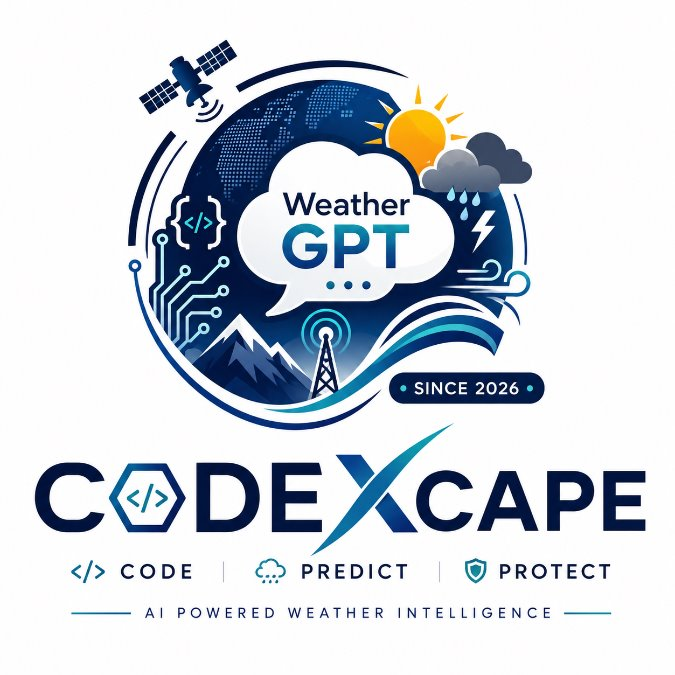 Weather
GPT
SINCE 2026
CODEXCAPE
</> CODE | PREDICT | PROTECT
AI POWERED WEATHER INTELLIGENCE